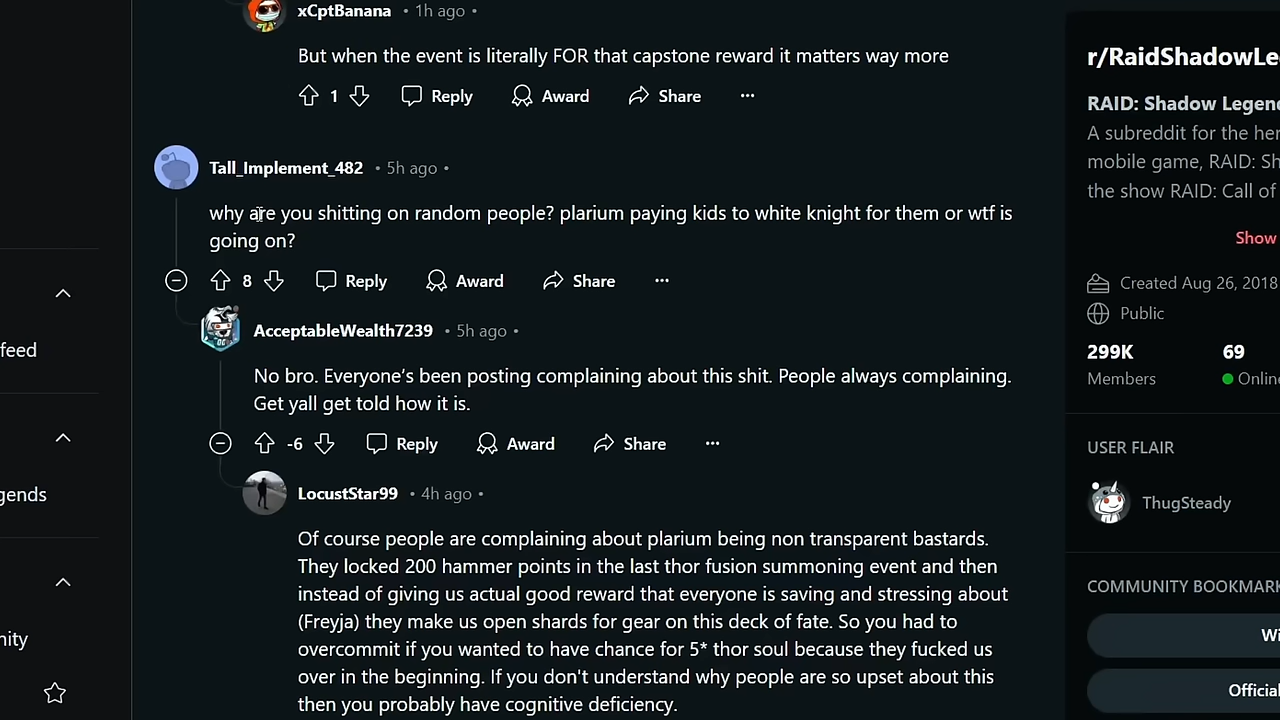 xCptBanana • 1h ago •
But when the event is literally FOR that capstone reward it matters way more
1 Reply Award Share ...
Tall_Implement_482 • 5h ago •
why are you shitting on random people? plarium paying kids to white knight for them or wtf is
going on?
8 Reply Award Share ...
AcceptableWealth7239 • 5h ago •
No bro. Everyone's been posting complaining about this shit. People always complaining.
Get yall get told how it is.
-6 Reply Award Share ...
LocustStar99 • 4h ago •
Of course people are complaining about plarium being non transparent bastards.
They locked 200 hammer points in the last thor fusion summoning event and then
instead of giving us actual good reward that everyone is saving and stressing about
(Freyja) they make us open shards for gear on this deck of fate. So you had to
overcommit if you wanted to have chance for 5* thor soul because they fucked us
over in the beginning. If you don't understand why people are so upset about this
then you probably have cognitive deficiency.
feed
gends
nity
r/RaidShadowLe
RAID: Shadow Legen
A subreddit for the her
mobile game, RAID: Sh
the show RAID: Call of
Show
Created Aug 26, 2018
Public
299K 69
Members Onlin
USER FLAIR
ThugSteady
COMMUNITY BOOKMAR
Wi
Official